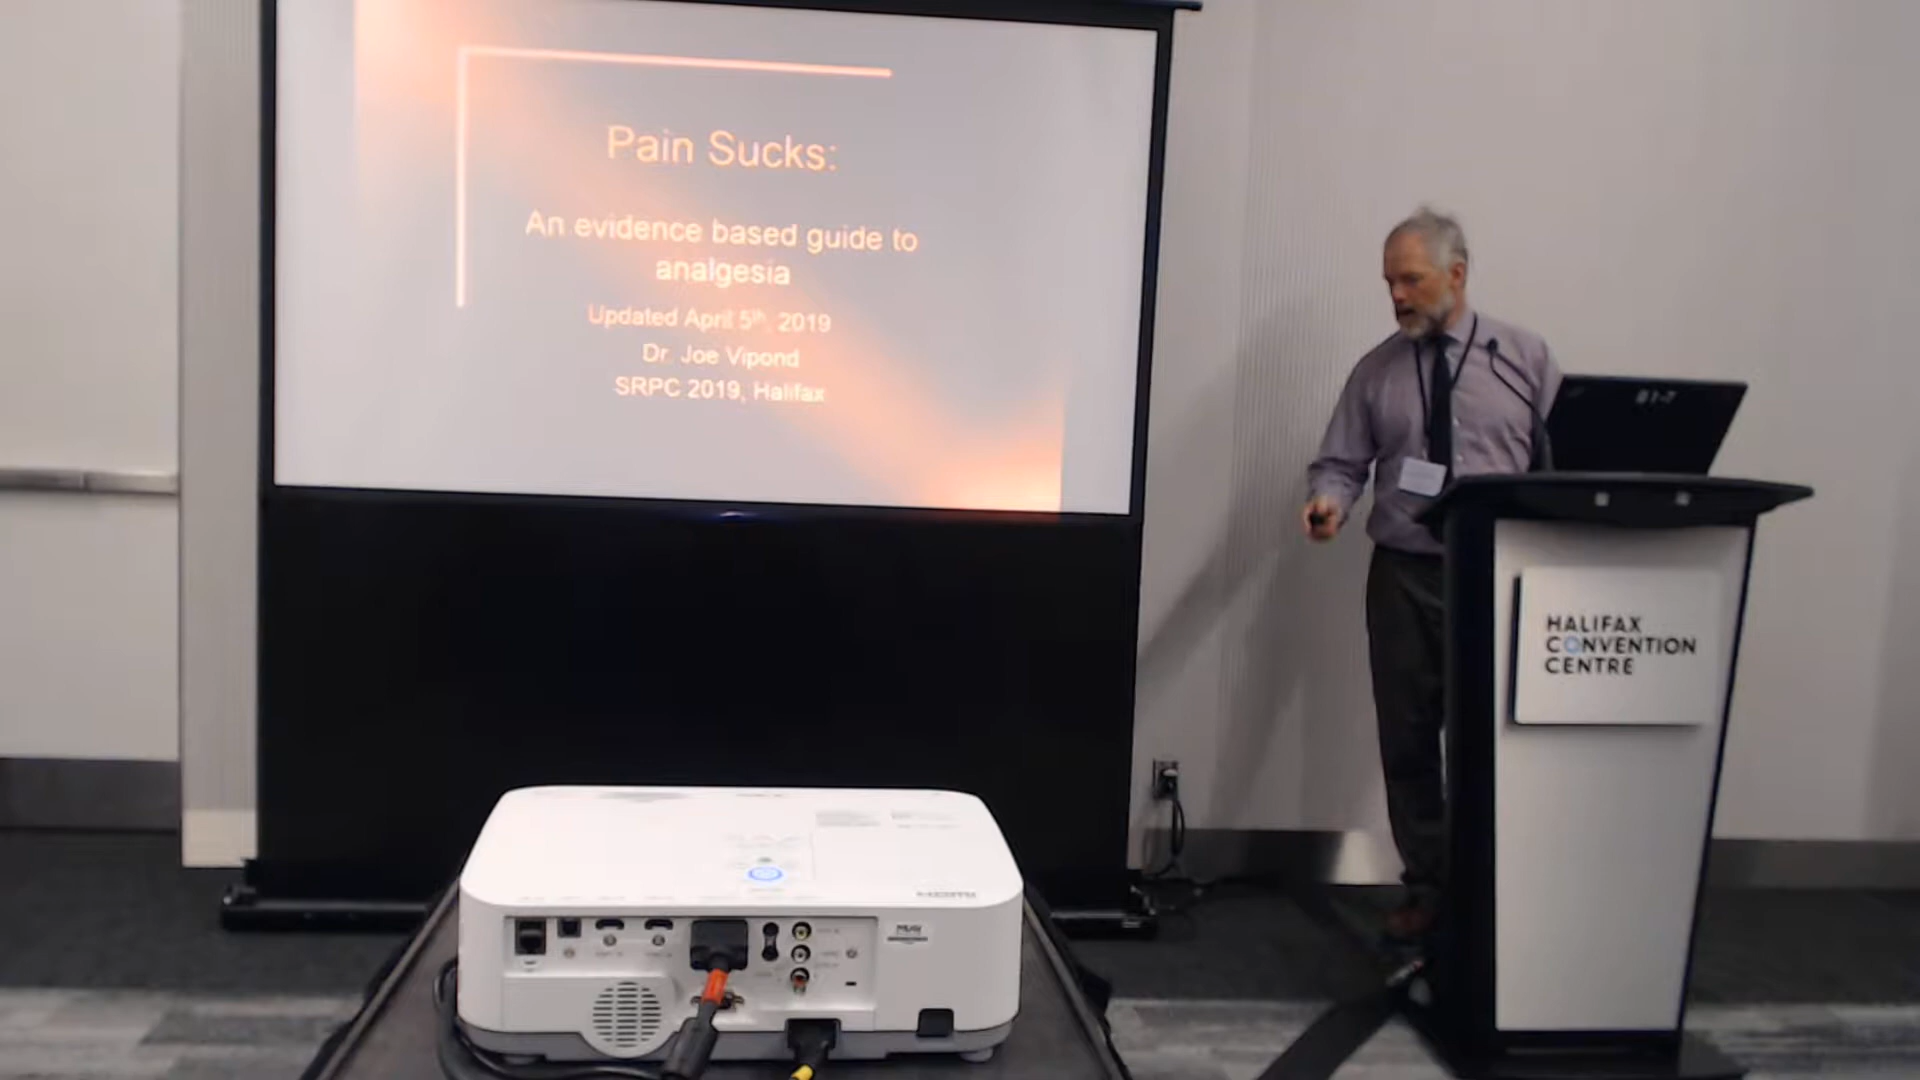 Pain Sucks:
An evidence based guide to
analgesia
Updated April 5th, 2019
Dr. Joe Vipond
SRPC 2019, Halifax
HALIFAX
CONVENTION
CENTRE